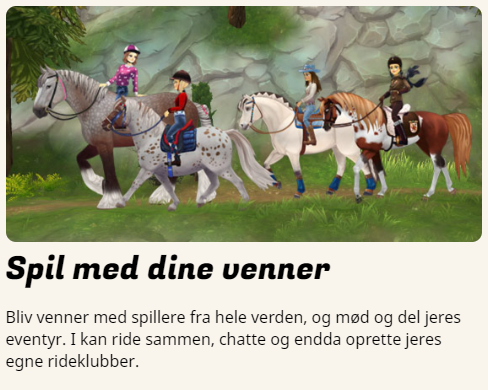 Spil med dine venner
Bliv venner med spillere fra hele verden, og mød og del jeres
eventyr. I kan ride sammen, chatte og endda oprette jeres
egne rideklubber.